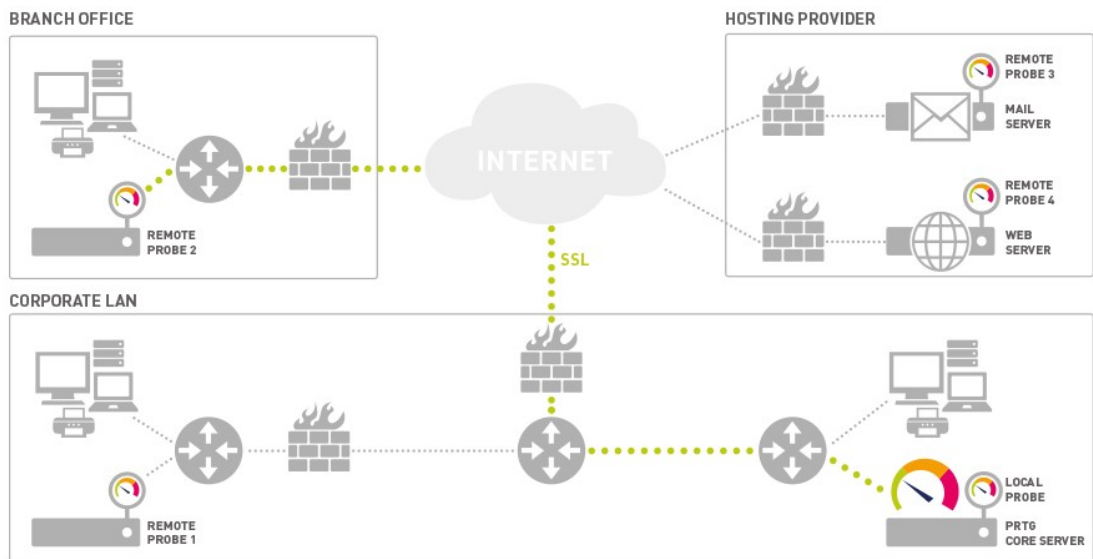 BRANCH OFFICE
HOSTING PROVIDER
REMOTE
PROBE 3
MAIL
SERVER
INTERNET
REMOTE
PROBE 2
REMOTE
PROBE 4
WEB
SERVER
SSL
CORPORATE LAN
REMOTE
PROBE 1
LOCAL
PROBE
PRTG
CORE SERVER